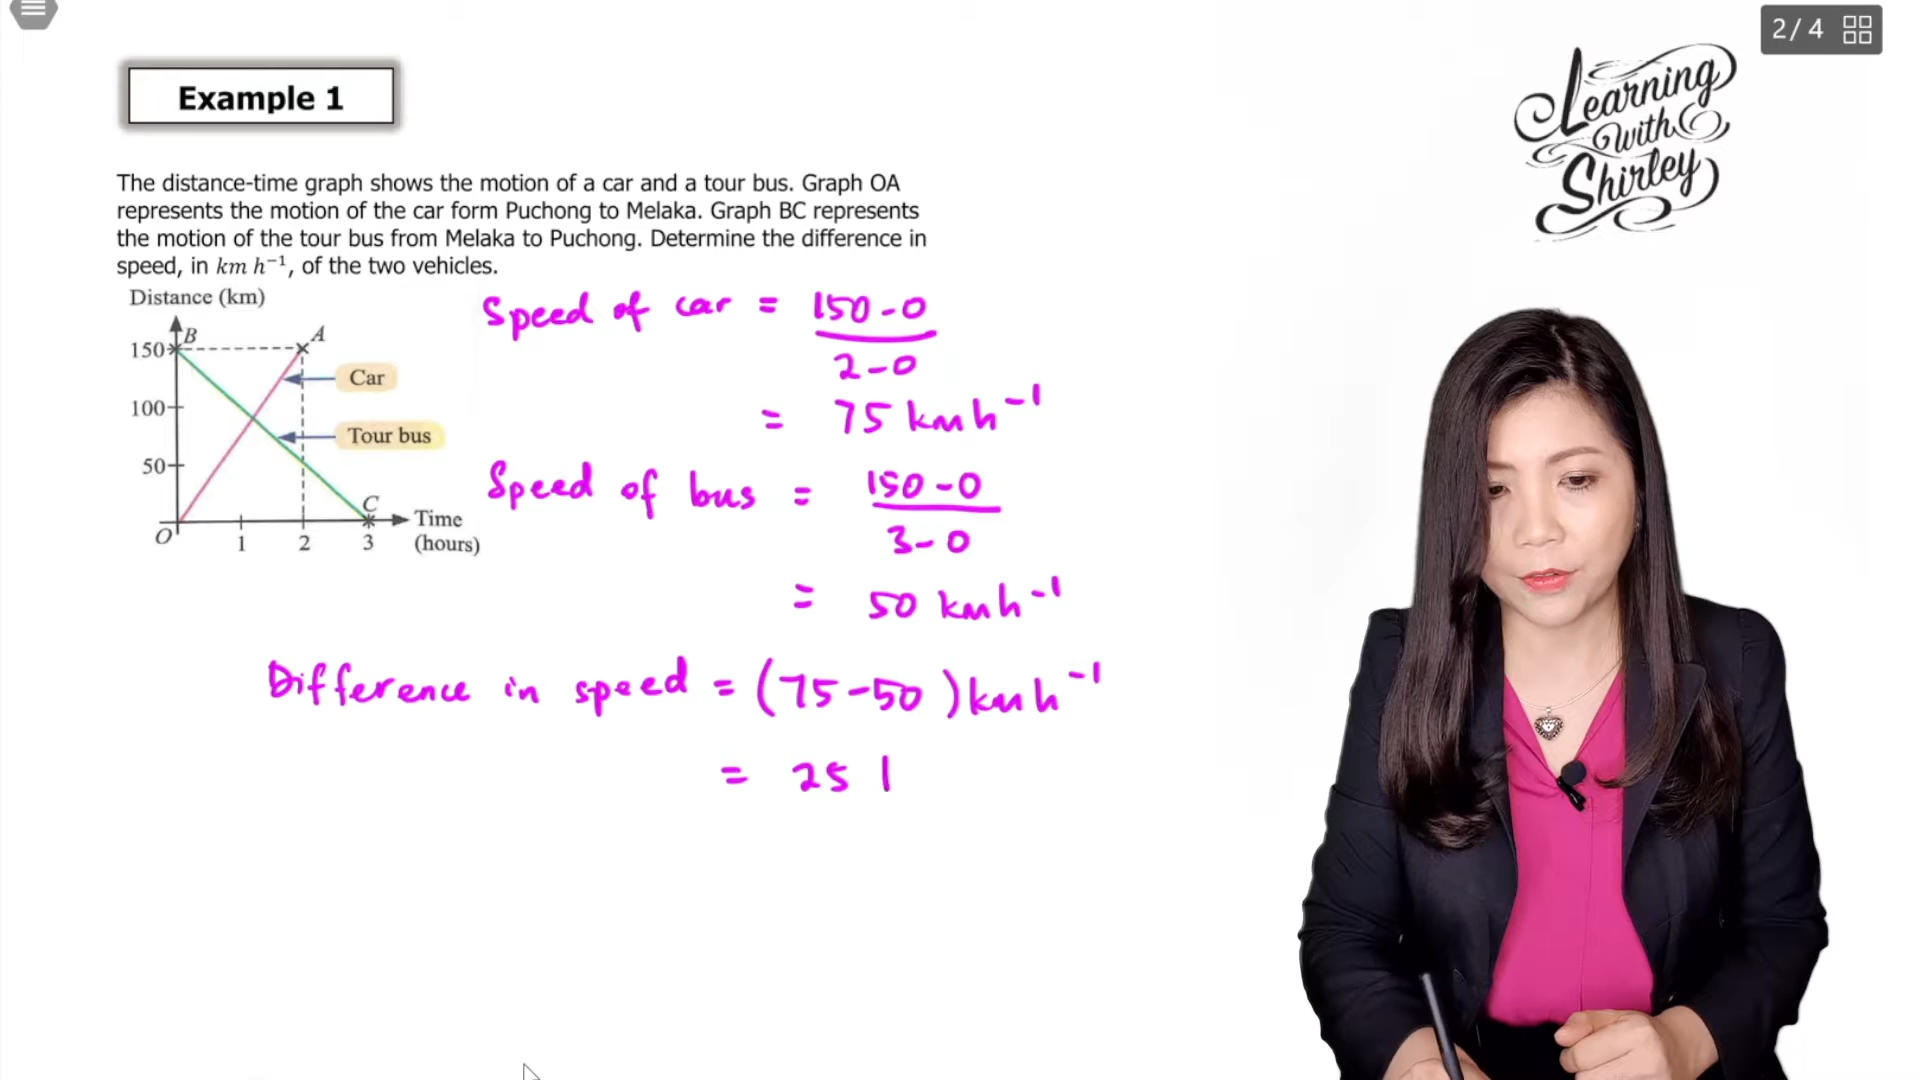 2/4
Example 1
Learning
with
Shirley
The distance-time graph shows the motion of a car and a tour bus. Graph OA
represents the motion of the car form Puchong to Melaka. Graph BC represents
the motion of the tour bus from Melaka to Puchong. Determine the difference in
speed, in km h⁻¹, of the two vehicles.
Distance (km)
B
A
150
Car
100
Tour bus
50
C
Time
(hours)
O
1 2 3
Speed of car = 150-0
2-0
= 75 kmh⁻¹
Speed of bus = 150-0
3-0
= 50 kmh⁻¹
Difference in speed = (75-50) kmh⁻¹
= 25